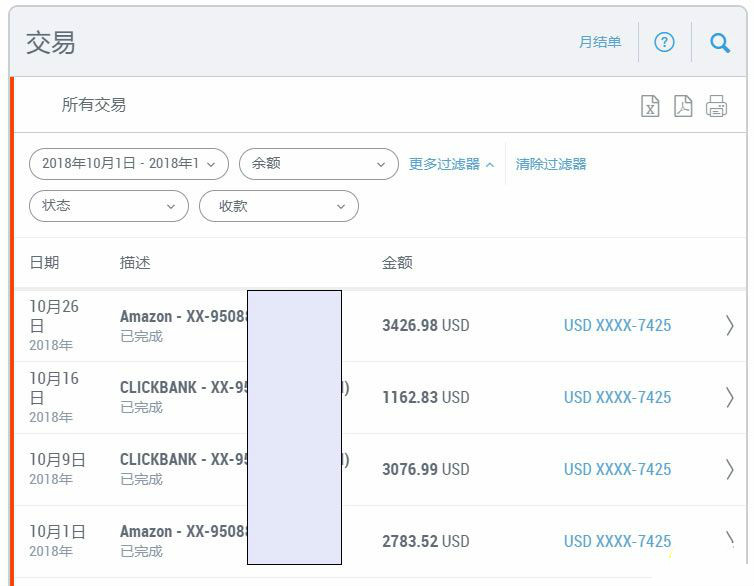 交易
月结单
?
所有交易
2018年10月1日 - 2018年1
余额
更多过滤器
清除过滤器
状态
收款
日期 描述 金额
10月26
日
2018年
Amazon - XX-9508
已完成
3426.98 USD
USD XXXX-7425
10月16
日
2018年
CLICKBANK - XX-95
已完成
1162.83 USD
USD XXXX-7425
10月9日
2018年
CLICKBANK - XX-9
已完成
3076.99 USD
USD XXXX-7425
10月1日
2018年
Amazon - XX-9508
已完成
2783.52 USD
USD XXXX-7425